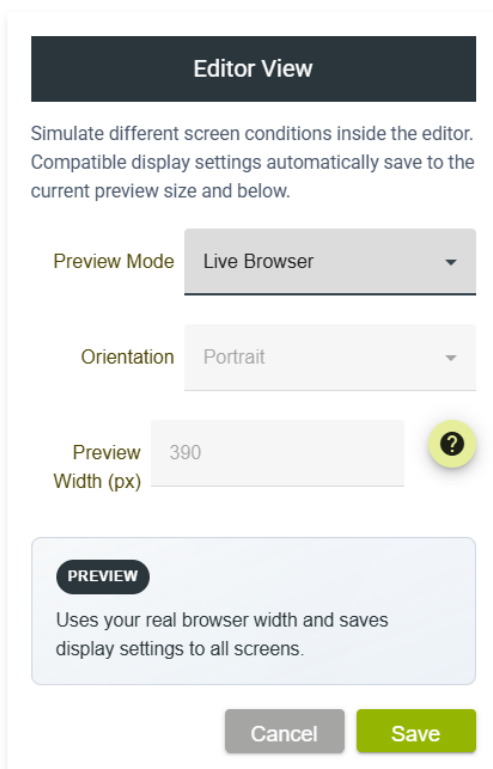 Editor View
Simulate different screen conditions inside the editor.
Compatible display settings automatically save to the
current preview size and below.
Preview Mode
Live Browser
Orientation
Portrait
Preview
Width (px)
390
?
PREVIEW
Uses your real browser width and saves
display settings to all screens.
Cancel
Save